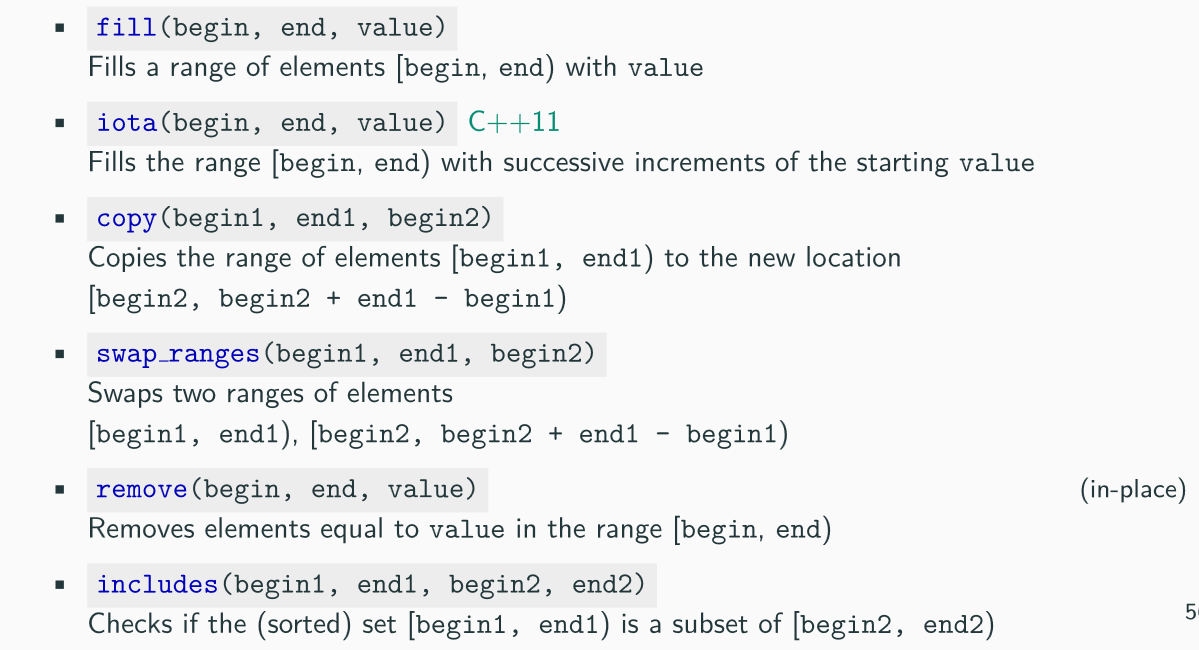 ▪ fill(begin, end, value)
Fills a range of elements [begin, end) with value
▪ iota(begin, end, value) C++11
Fills the range [begin, end) with successive increments of the starting value
▪ copy(begin1, end1, begin2)
Copies the range of elements [begin1, end1) to the new location
[begin2, begin2 + end1 - begin1)
▪ swap_ranges(begin1, end1, begin2)
Swaps two ranges of elements
[begin1, end1), [begin2, begin2 + end1 - begin1)
▪ remove(begin, end, value) (in-place)
Removes elements equal to value in the range [begin, end)
▪ includes(begin1, end1, begin2, end2)
Checks if the (sorted) set [begin1, end1) is a subset of [begin2, end2)